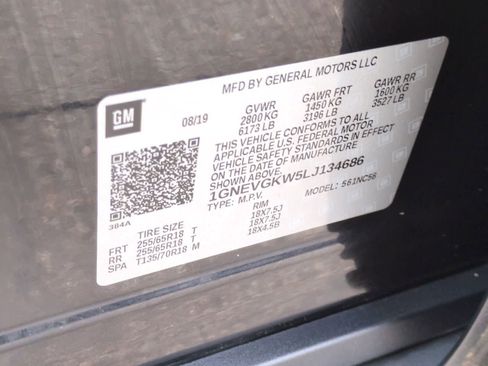 MFD BY GENERAL MOTORS LLC
GM
08/19
GVWR GAWR FRT GAWR RR
2800 KG 1450 KG 1600 KG
6173 LB 3196 LB 3527 LB
THIS VEHICLE CONFORMS TO ALL
APPLICABLE U.S. FEDERAL MOTOR
VEHICLE SAFETY STANDARDS IN EFFECT
ON THE DATE OF MANUFACTURE
SHOWN ABOVE.
1GNEVGKW5LJ134686
TYPE: M.P.V. MODEL: 561NC56
384A
TIRE SIZE RIM
FRT 255/65R18 T 18X7.5J
RR 255/65R18 T 18X7.5J
SPA T135/70R18 M 18X4.5B